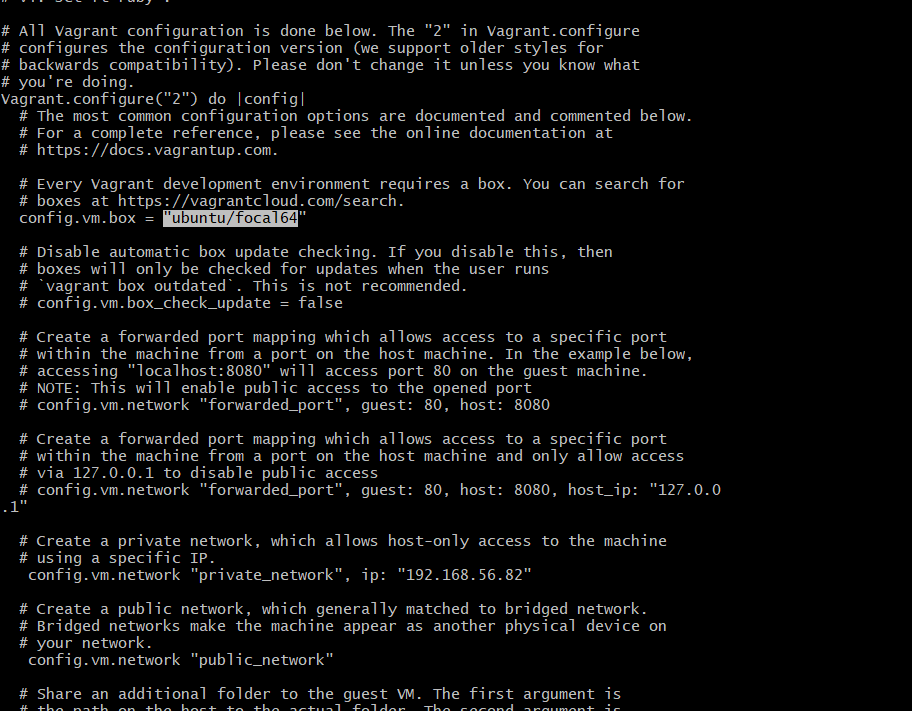 # All Vagrant configuration is done below. The "2" in Vagrant.configure
# configures the configuration version (we support older styles for
# backwards compatibility). Please don't change it unless you know what
# you're doing.
Vagrant.configure("2") do |config|
  # The most common configuration options are documented and commented below.
  # For a complete reference, please see the online documentation at
  # https://docs.vagrantup.com.

  # Every Vagrant development environment requires a box. You can search for
  # boxes at https://vagrantcloud.com/search.
  config.vm.box = "ubuntu/focal64"

  # Disable automatic box update checking. If you disable this, then
  # boxes will only be checked for updates when the user runs
  # `vagrant box outdated`. This is not recommended.
  # config.vm.box_check_update = false

  # Create a forwarded port mapping which allows access to a specific port
  # within the machine from a port on the host machine. In the example below,
  # accessing "localhost:8080" will access port 80 on the guest machine.
  # NOTE: This will enable public access to the opened port
  # config.vm.network "forwarded_port", guest: 80, host: 8080

  # Create a forwarded port mapping which allows access to a specific port
  # within the machine from a port on the host machine and only allow access
  # via 127.0.0.1 to disable public access
  # config.vm.network "forwarded_port", guest: 80, host: 8080, host_ip: "127.0.0
.1"

  # Create a private network, which allows host-only access to the machine
  # using a specific IP.
   config.vm.network "private_network", ip: "192.168.56.82"

  # Create a public network, which generally matched to bridged network.
  # Bridged networks make the machine appear as another physical device on
  # your network.
   config.vm.network "public_network"

  # Share an additional folder to the guest VM. The first argument is
  # the path on the host to the actual folder. The second argument is